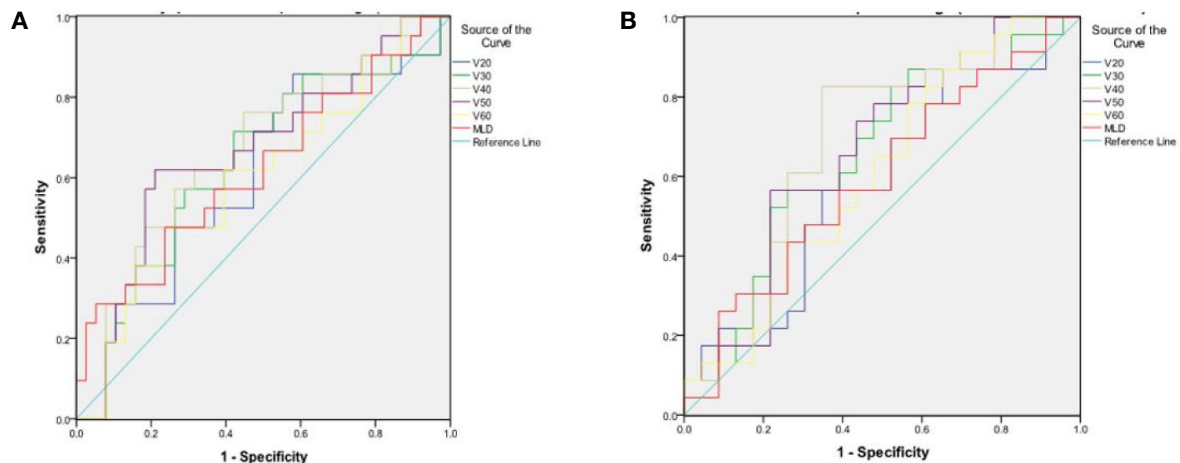 A
Source of the
Curve
V20
V30
V40
V50
V60
MLD
Reference Line
1.0
0.8
0.6
0.4
0.2
0.0
Sensitivity
0.0 0.2 0.4 0.6 0.8 1.0
1 - Specificity
B
Source of the
Curve
V20
V30
V40
V50
V60
MLD
Reference Line
1.0
0.8
0.6
0.4
0.2
0.0
Sensitivity
0.0 0.2 0.4 0.6 0.8 1.0
1 - Specificity